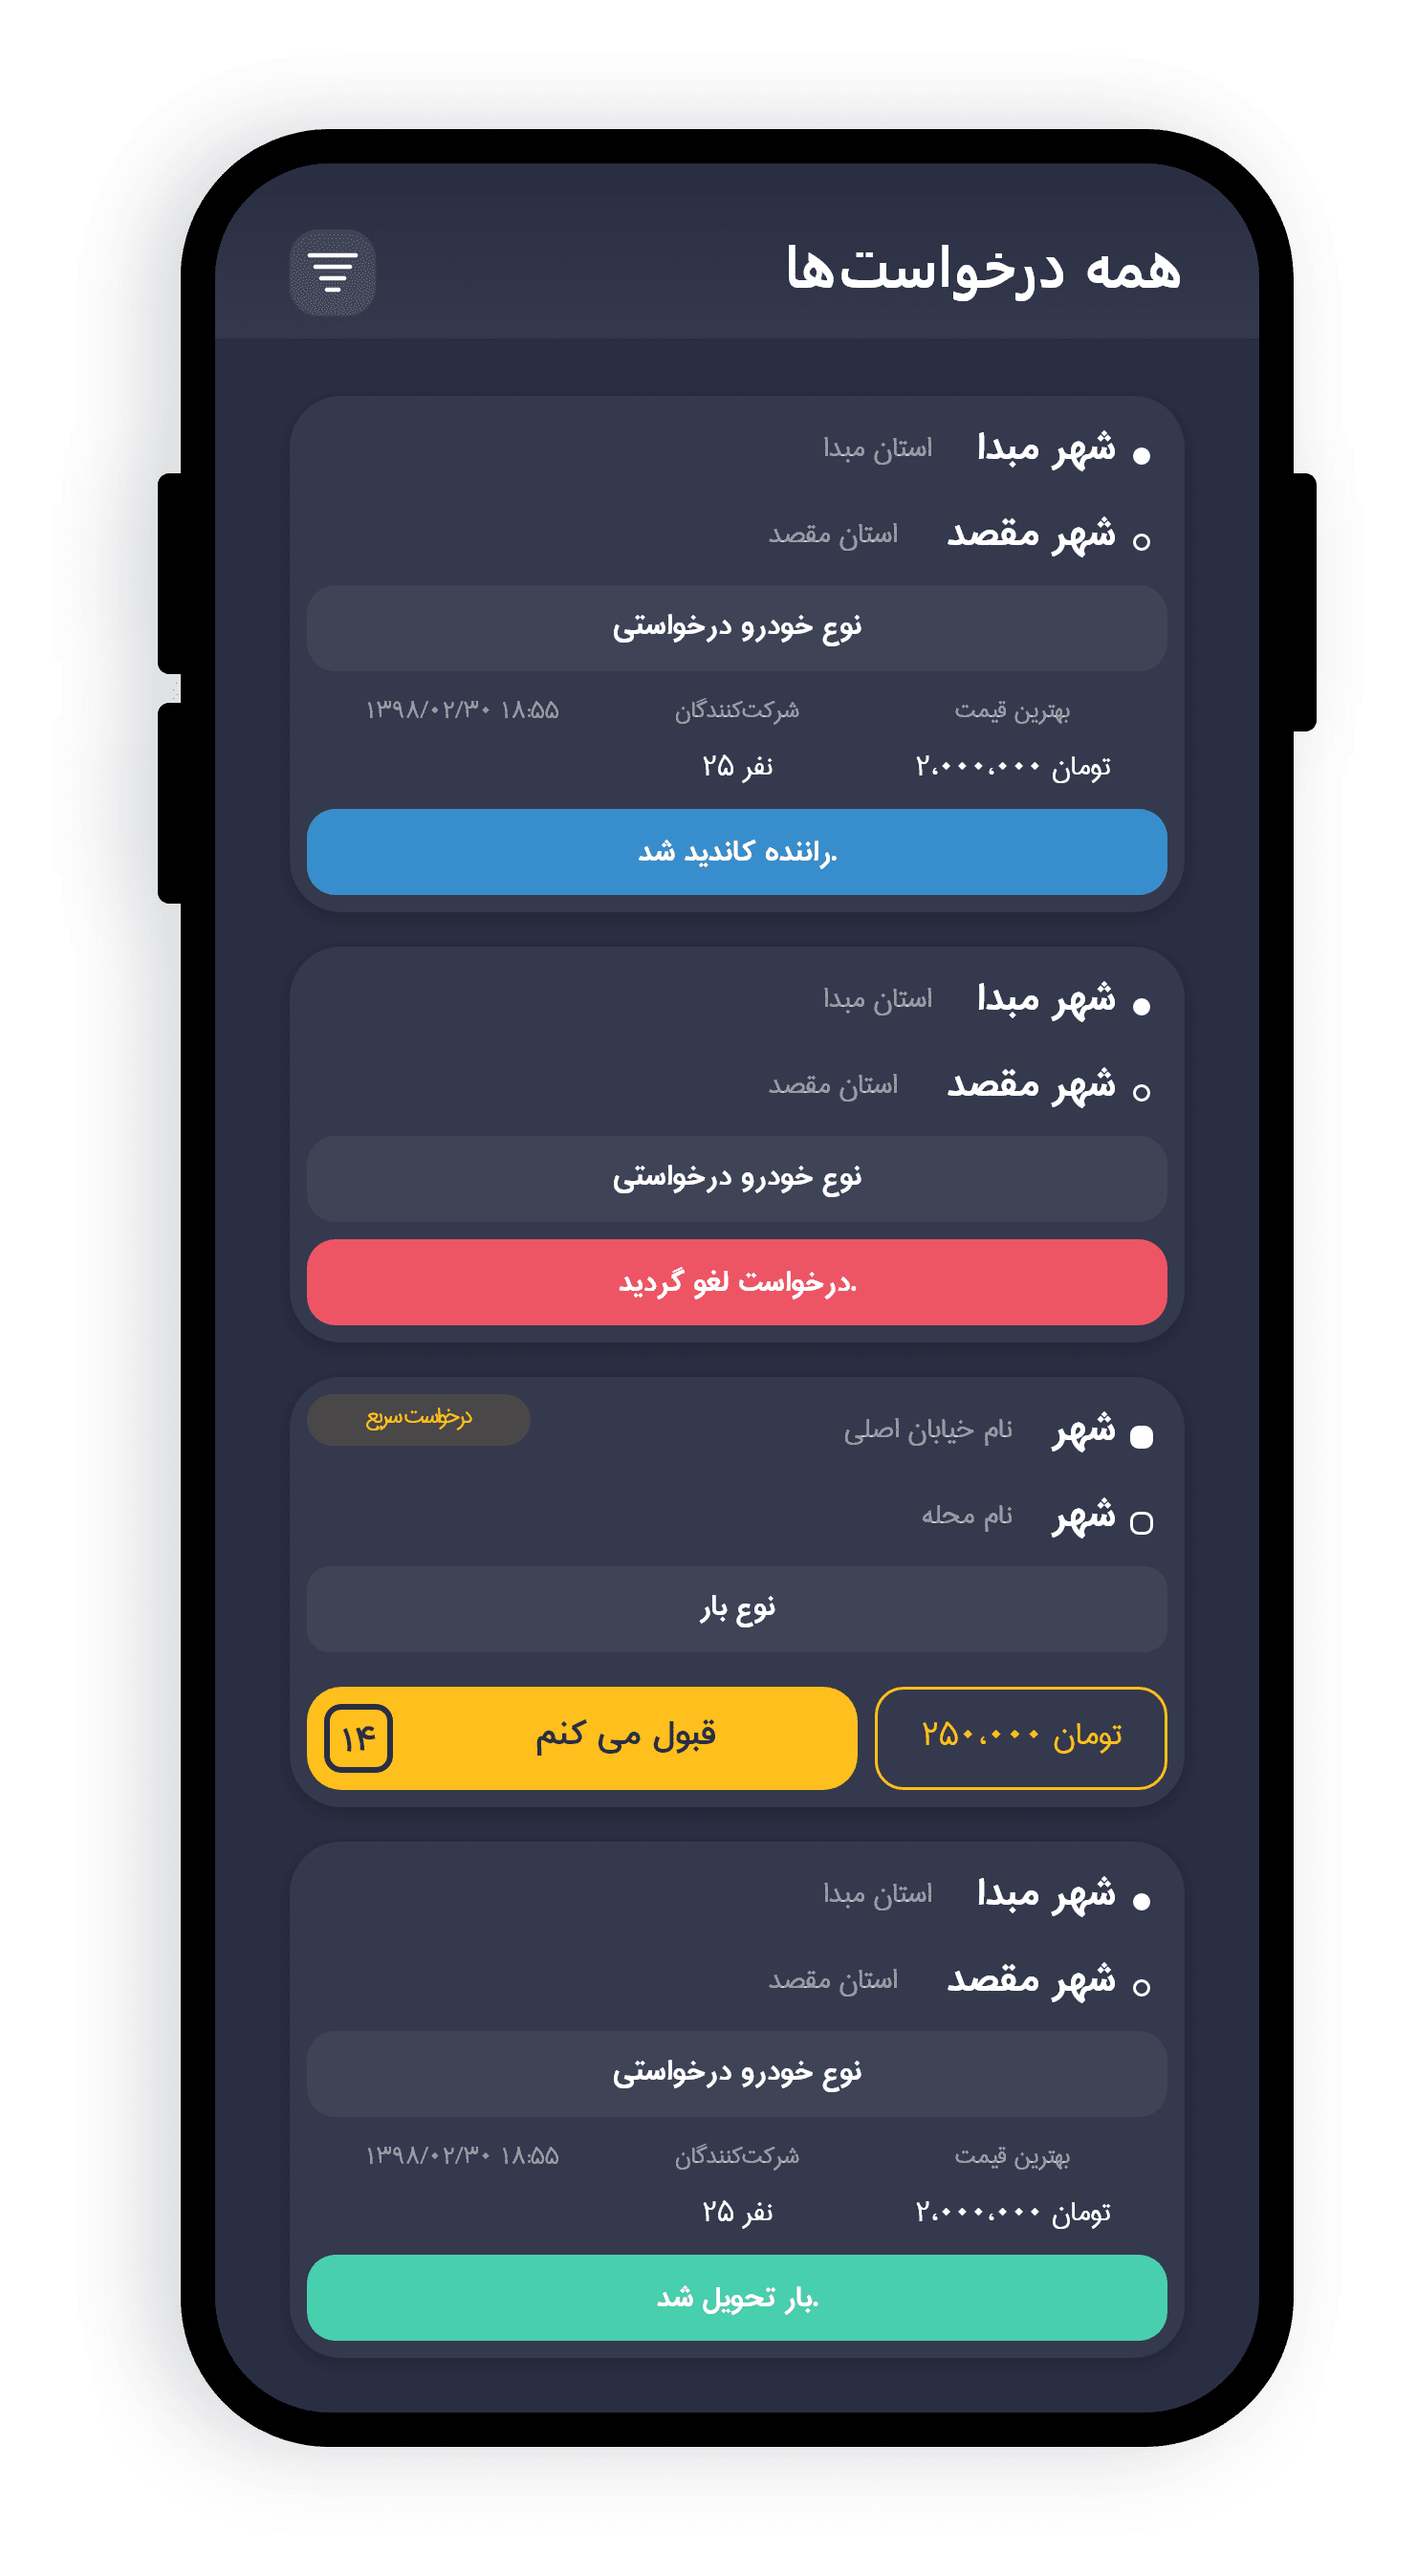 همه درخواست‌ها
شهر مبدا استان مبدا
شهر مقصد استان مقصد
نوع خودرو درخواستی
بهترین قیمت شرکت‌کنندگان ۱۳۹۸/۰۲/۳۰ ۱۸:۵۵
تومان ۲،۰۰۰،۰۰۰ نفر ۲۵
.راننده کاندید شد
شهر مبدا استان مبدا
شهر مقصد استان مقصد
نوع خودرو درخواستی
.درخواست لغو گردید
شهر نام خیابان اصلی درخواست سریع
شهر نام محله
نوع بار
تومان ۲۵۰،۰۰۰ قبول می کنم ۱۴
شهر مبدا استان مبدا
شهر مقصد استان مقصد
نوع خودرو درخواستی
بهترین قیمت شرکت‌کنندگان ۱۳۹۸/۰۲/۳۰ ۱۸:۵۵
تومان ۲،۰۰۰،۰۰۰ نفر ۲۵
.بار تحویل شد